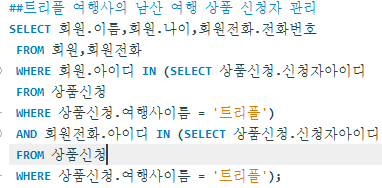 ##트리플 여행사의 남산 여행 상품 신청자 관리
SELECT 회원.이름,회원.나이,회원전화.전화번호
FROM 회원,회원전화
WHERE 회원.아이디 IN (SELECT 상품신청.신청자아이디
FROM 상품신청
WHERE 상품신청.여행사이름 = '트리플')
AND 회원전화.아이디 IN (SELECT 상품신청.신청자아이디
FROM 상품신청
WHERE 상품신청.여행사이름 = '트리플');